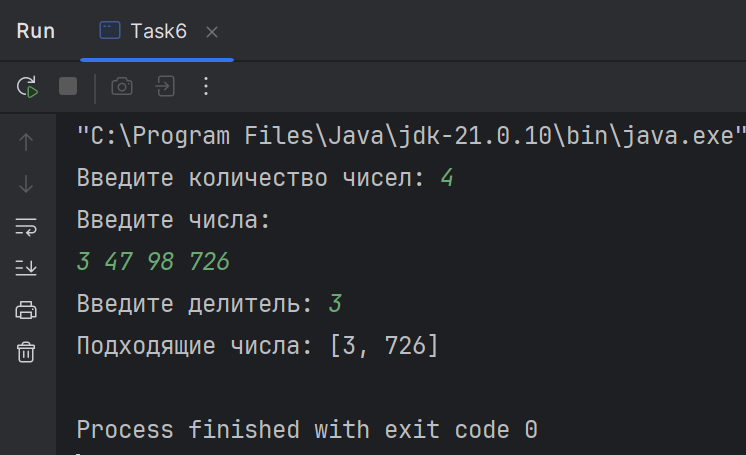 Run Task6
"C:\Program Files\Java\jdk-21.0.10\bin\java.exe"
Введите количество чисел: 4
Введите числа:
3 47 98 726
Введите делитель: 3
Подходящие числа: [3, 726]
Process finished with exit code 0